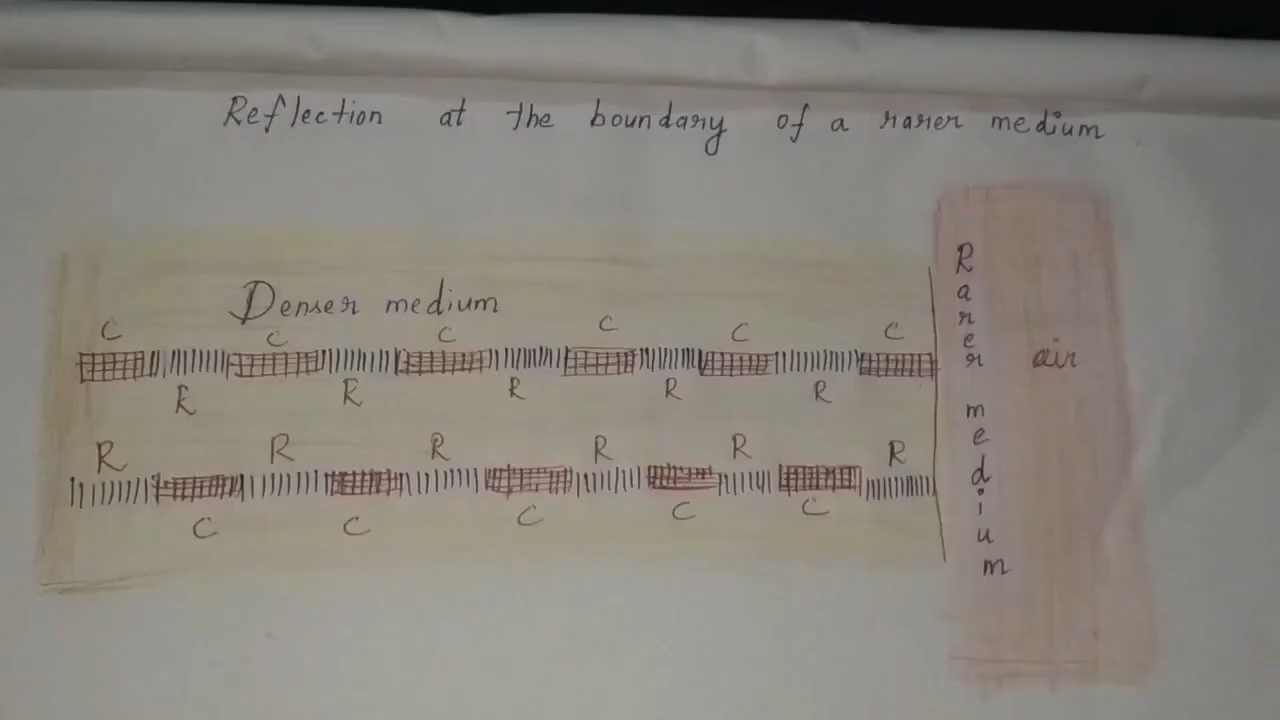 Reflection at the boundary of a rarer medium
Denser medium
C C C C C C
R R R R R
R R R R R R
C C C C C
Rarer medium
air